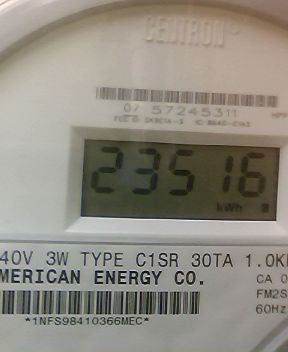 CENTRON
07 57245311
23516
kWh
40V 3W TYPE C1SR 30TA 1.0K
MERICAN ENERGY CO.
CA 0
FM2S
60Hz
*1NFS98410366MEC*